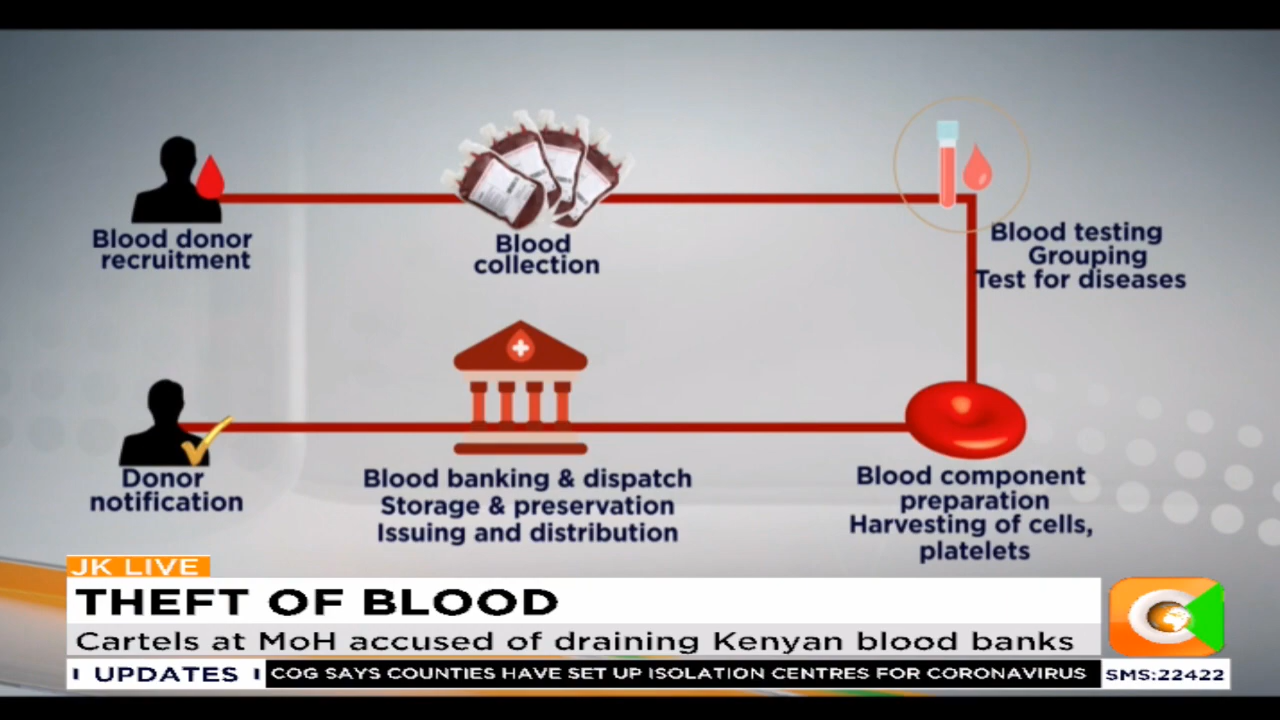 Blood donor
recruitment
Blood
collection
Blood testing
Grouping
Test for diseases
Donor
notification
Blood banking & dispatch
Storage & preservation
Issuing and distribution
Blood component
preparation
Harvesting of cells,
platelets
JK LIVE
THEFT OF BLOOD
Cartels at MoH accused of draining Kenyan blood banks
UPDATES
COG SAYS COUNTIES HAVE SET UP ISOLATION CENTRES FOR CORONAVIRUS
SMS:22422